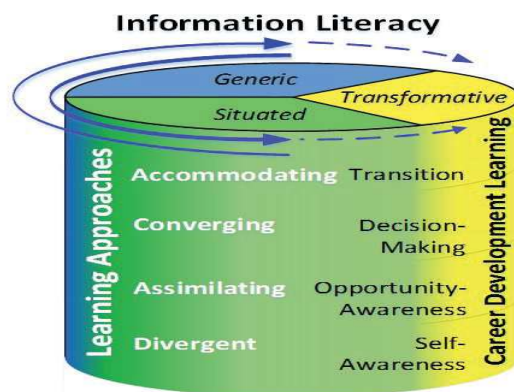 Information Literacy
Generic
Transformative
Situated
Learning Approaches
Accommodating
Transition
Converging
Decision-
Making
Assimilating
Opportunity-
Awareness
Divergent
Self-
Awareness
Career Development Learning